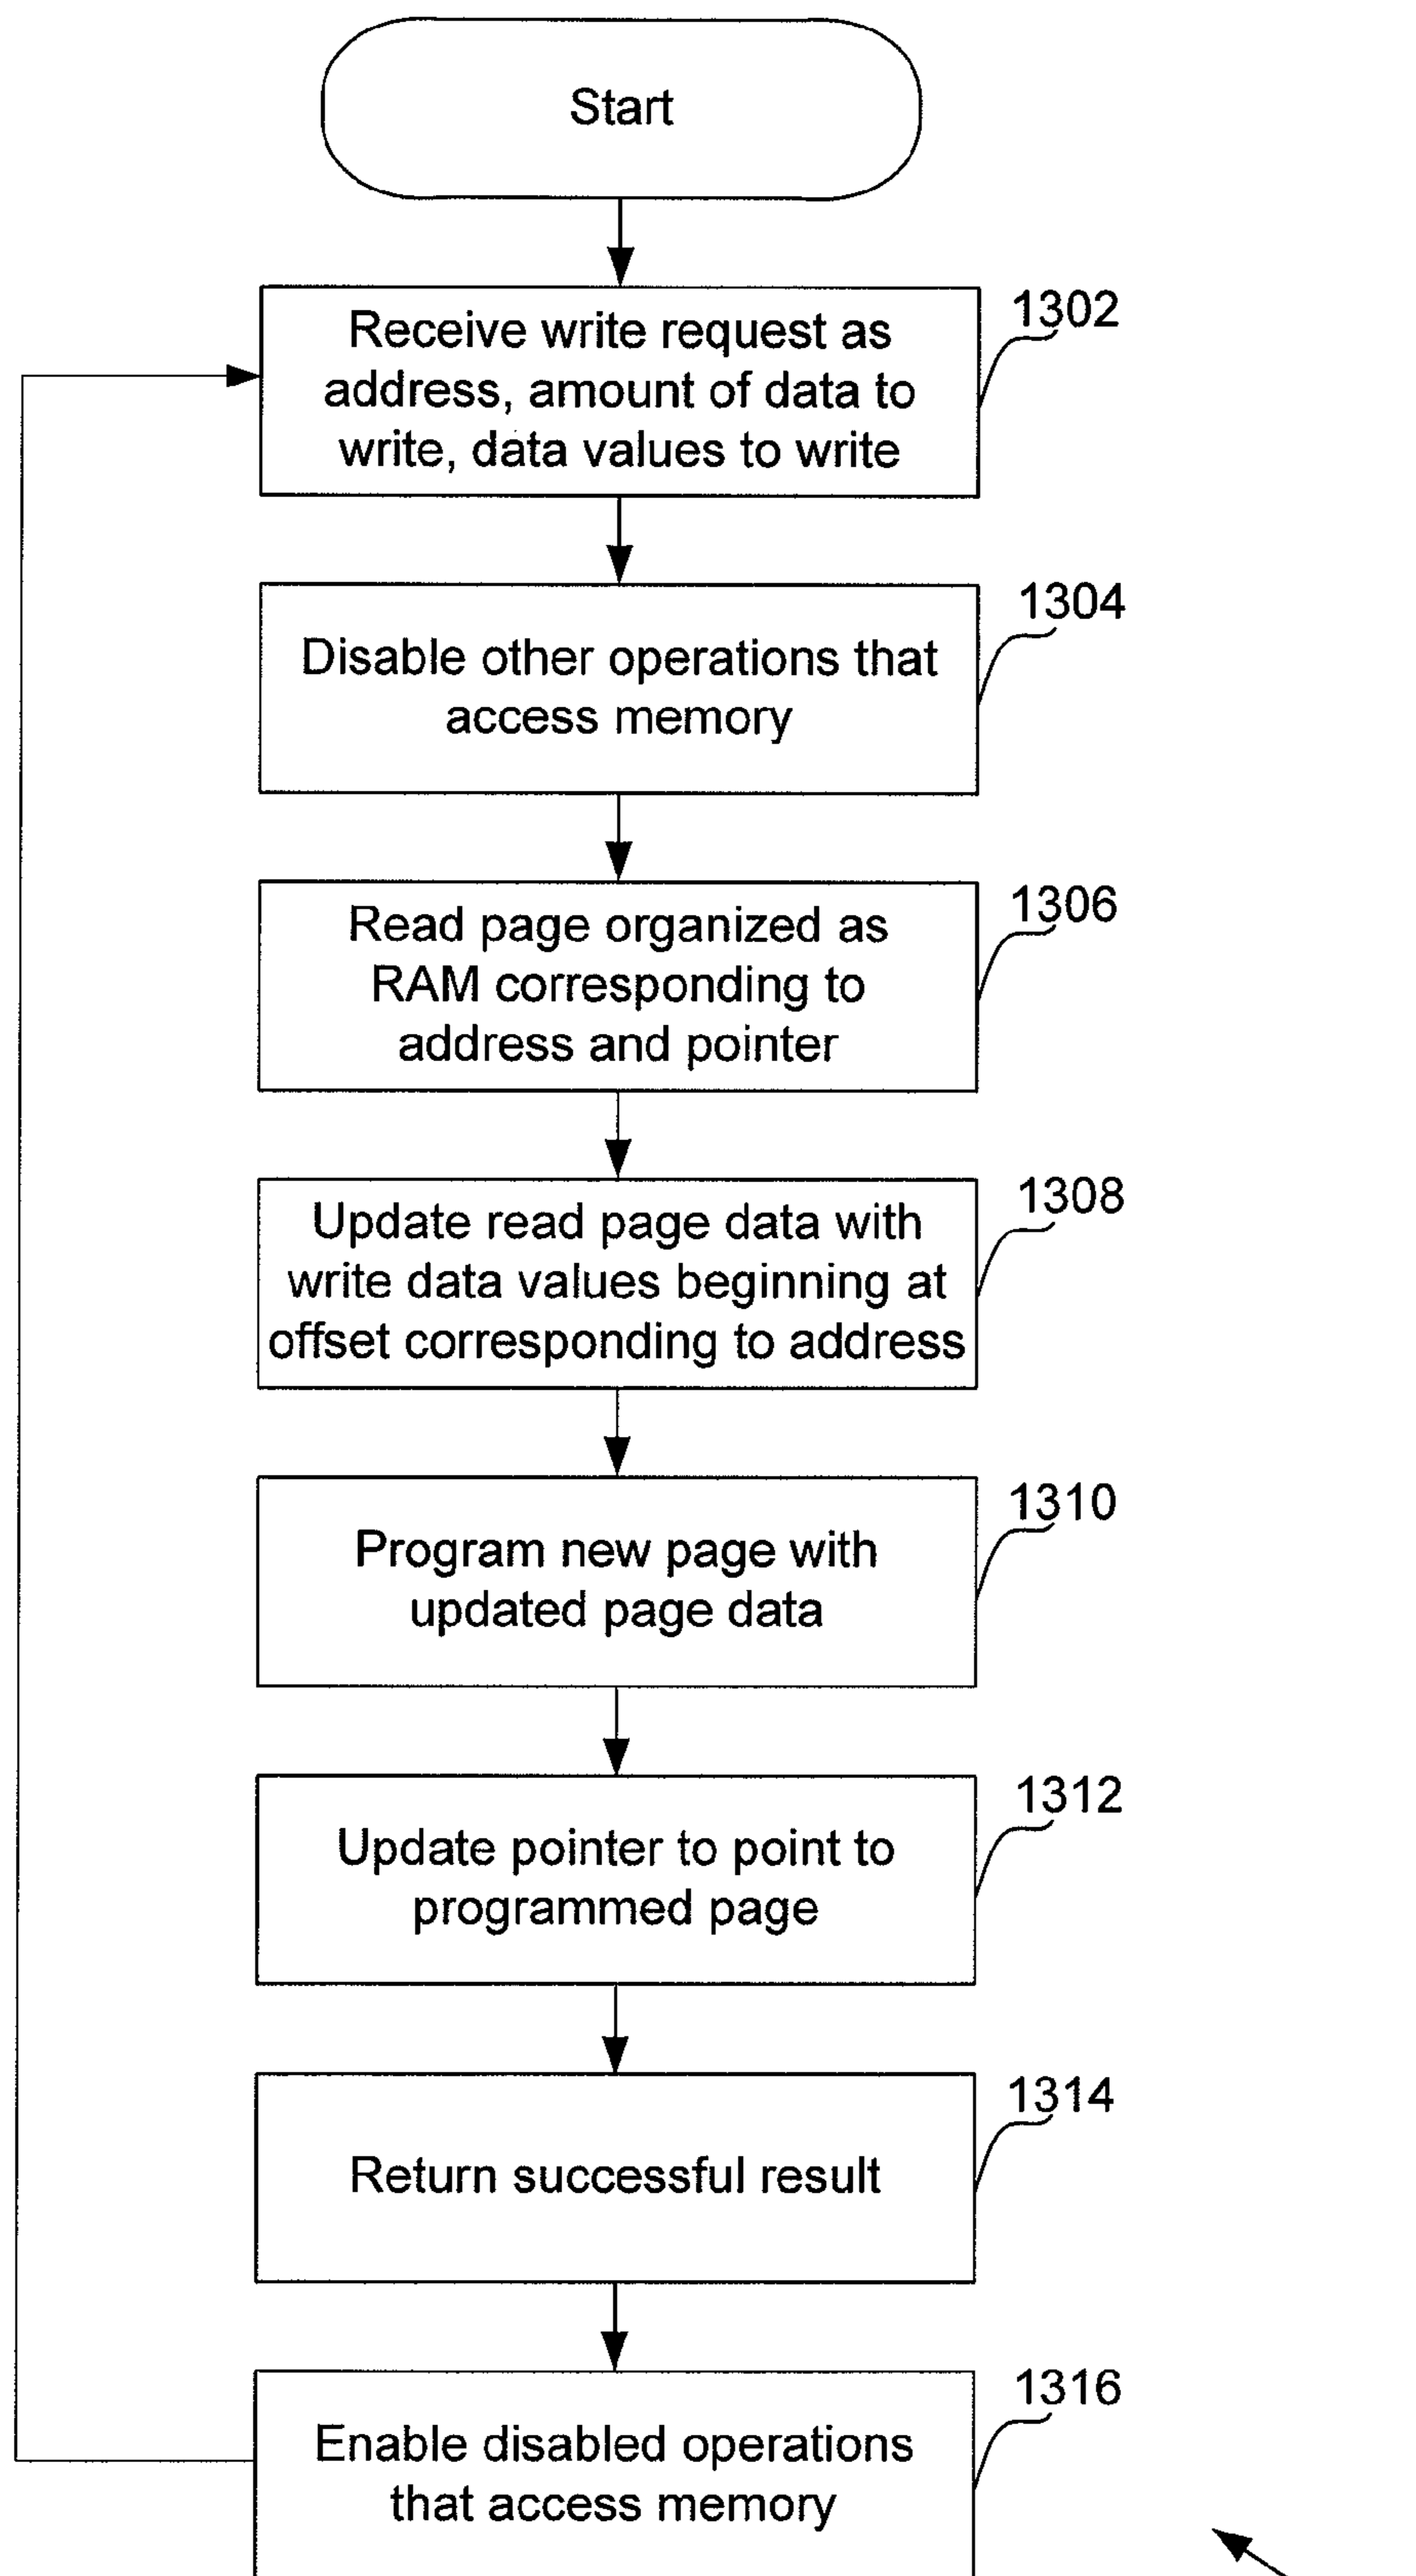 Start
1302
Receive write request as
address, amount of data to
write, data values to write
1304
Disable other operations that
access memory
1306
Read page organized as
RAM corresponding to
address and pointer
1308
Update read page data with
write data values beginning at
offset corresponding to address
1310
Program new page with
updated page data
1312
Update pointer to point to
programmed page
1314
Return successful result
1316
Enable disabled operations
that access memory